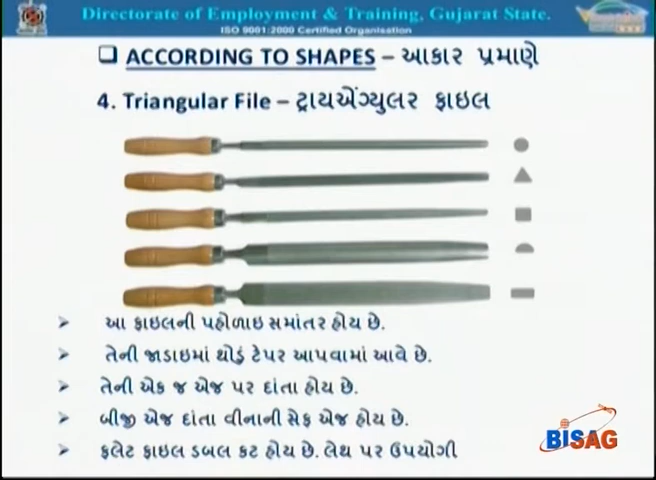 Directorate of Employment & Training, Gujarat State.
ISO 9001:2000 Certified Organisation
ACCORDING TO SHAPES – આકાર પ્રમાણે
4. Triangular File – ટ્રાયએંગ્યુલર ફાઇલ
આ ફાઇલની પહોળાઇ સમાંતર હોય છે.
તેની જાડાઇમાં થોડું ટેપર આપવામાં આવે છે.
તેની એક જ એજ પર દાંતા હોય છે.
બીજી એજ દાંતા વીનાની સેફ એજ હોય છે.
ફલેટ ફાઇલ ડબલ કટ હોય છે. લેથ પર ઉપયોગી
BISAG